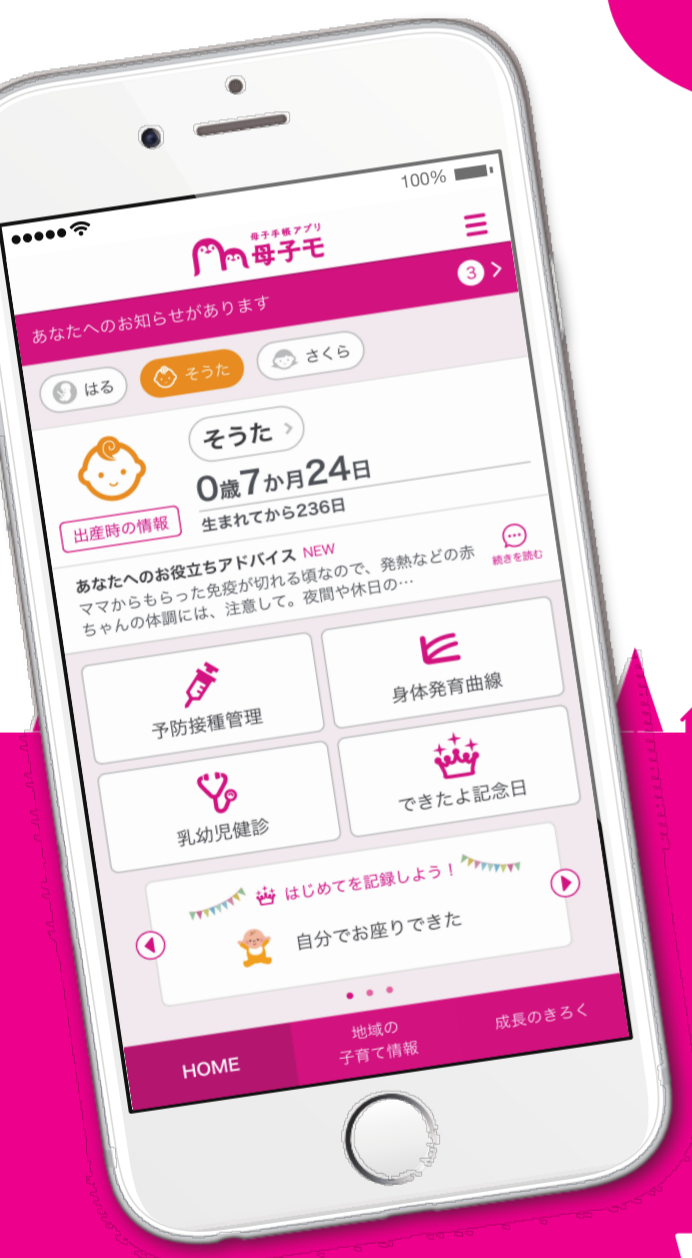 100%
母子手帳アプリ
母子モ
あなたへのお知らせがあります 3
はる そうた さくら
そうた
0歳7か月24日
出産時の情報
生まれてから236日
あなたへのお役立ちアドバイス NEW
ママからもらった免疫が切れる頃なので、発熱などの赤
ちゃんの体調には、注意して。夜間や休日の…
続きを読む
予防接種管理
身体発育曲線
乳幼児健診
できたよ記念日
はじめてを記録しよう！
自分でお座りできた
HOME
地域の
子育て情報
成長のきろく